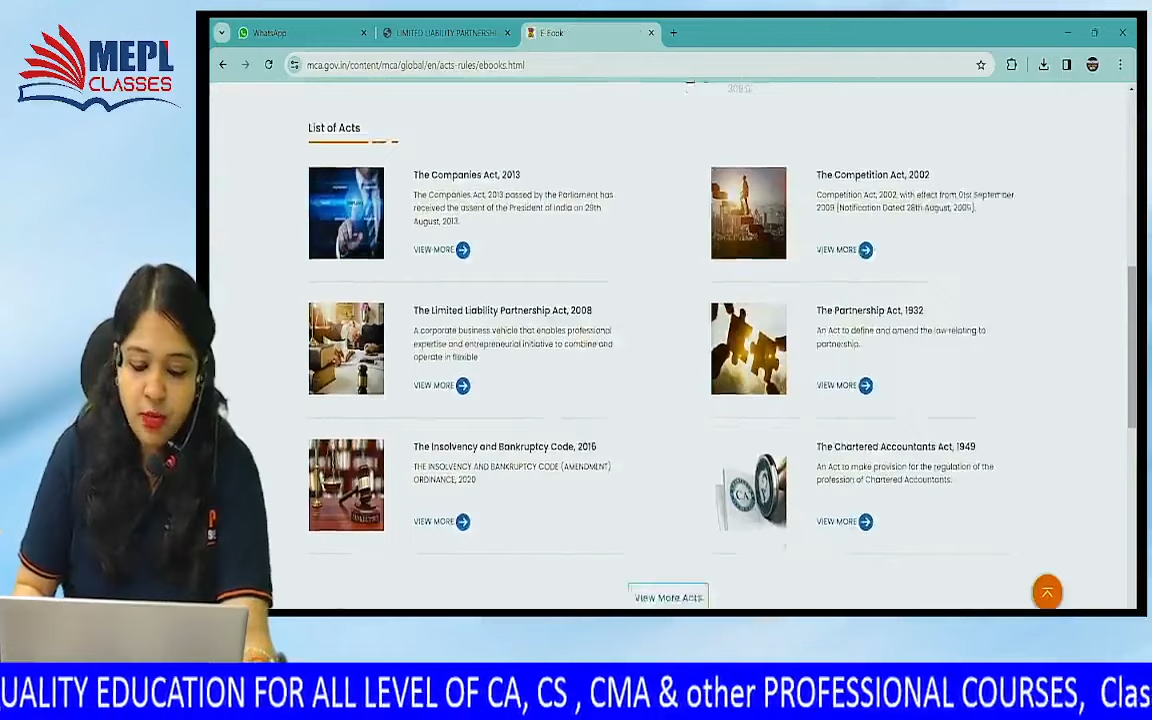 MEPL
CLASSES
WhatsApp
LIMITED LIABILITY PARTNERSH
E-Book
mca.gov.in/content/mca/global/en/acts-rules/ebooks.html
List of Acts
The Companies Act, 2013
The Companies Act, 2013 passed by the Parliament has
received the assent of the President of India on 29th
August, 2013.
VIEW MORE
The Competition Act, 2002
Competition Act, 2002, with effect from 01st September
2009 [Notification Dated 28th August, 2009].
VIEW MORE
The Limited Liability Partnership Act, 2008
A corporate business vehicle that enables professional
expertise and entrepreneurial initiative to combine and
operate in flexible
VIEW MORE
The Partnership Act, 1932
An Act to define and amend the law relating to
partnership.
VIEW MORE
The Insolvency and Bankruptcy Code, 2016
THE INSOLVENCY AND BANKRUPTCY CODE (AMENDMENT)
ORDINANCE, 2020
VIEW MORE
The Chartered Accountants Act, 1949
An Act to make provision for the regulation of the
profession of Chartered Accountants.
VIEW MORE
CA
View More Acts
UALITY EDUCATION FOR ALL LEVEL OF CA, CS , CMA & other PROFESSIONAL COURSES, Clas